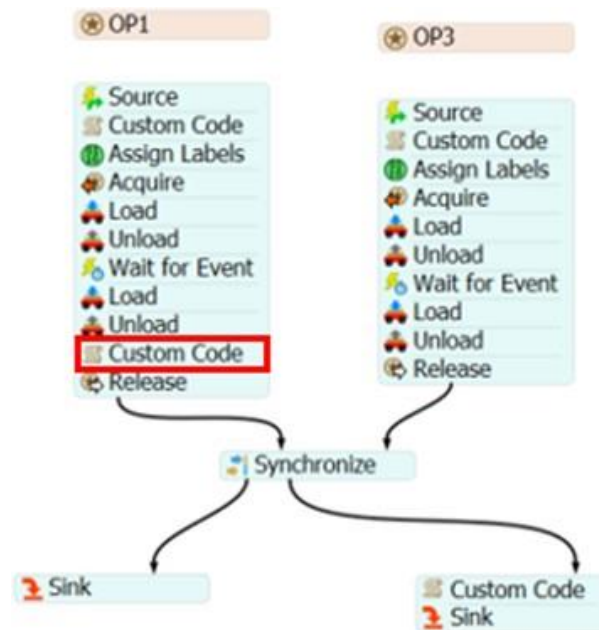 OP1
Source
Custom Code
Assign Labels
Acquire
Load
Unload
Wait for Event
Load
Unload
Custom Code
Release
OP3
Source
Custom Code
Assign Labels
Acquire
Load
Unload
Wait for Event
Load
Unload
Release
Synchronize
Sink
Custom Code
Sink